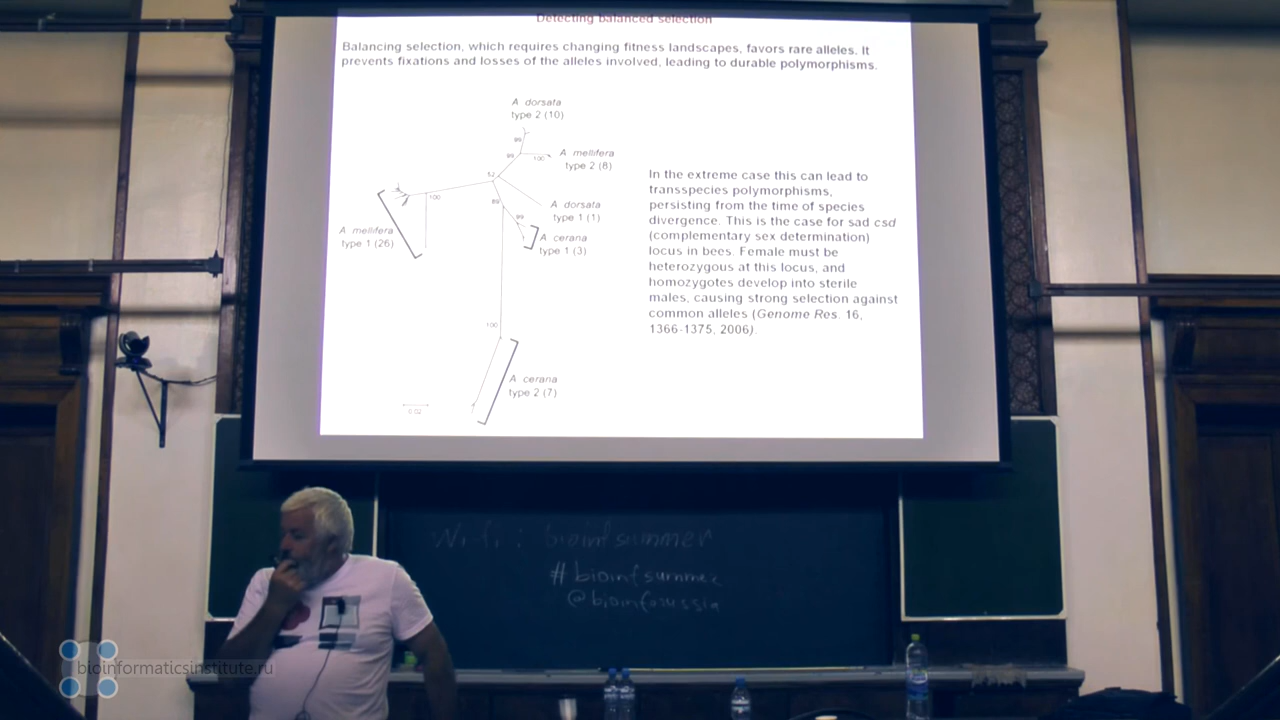 Detecting balanced selection
Balancing selection, which requires changing fitness landscapes, favors rare alleles. It
prevents fixations and losses of the alleles involved, leading to durable polymorphisms.
A dorsata
type 2 (10)
99
99
100
A mellifera
type 2 (8)
52
100
89
A dorsata
type 1 (1)
99
A mellifera
type 1 (26)
A cerana
type 1 (3)
100
A cerana
type 2 (7)
0.02
In the extreme case this can lead to
transspecies polymorphisms,
persisting from the time of species
divergence. This is the case for sad csd
(complementary sex determination)
locus in bees. Female must be
heterozygous at this locus, and
homozygotes develop into sterile
males, causing strong selection against
common alleles (Genome Res. 16,
1366-1375, 2006).
Wi-fi: bioinfsummer
#bioinfsummer
@bioinforussia
bioinformaticsinstitute.ru